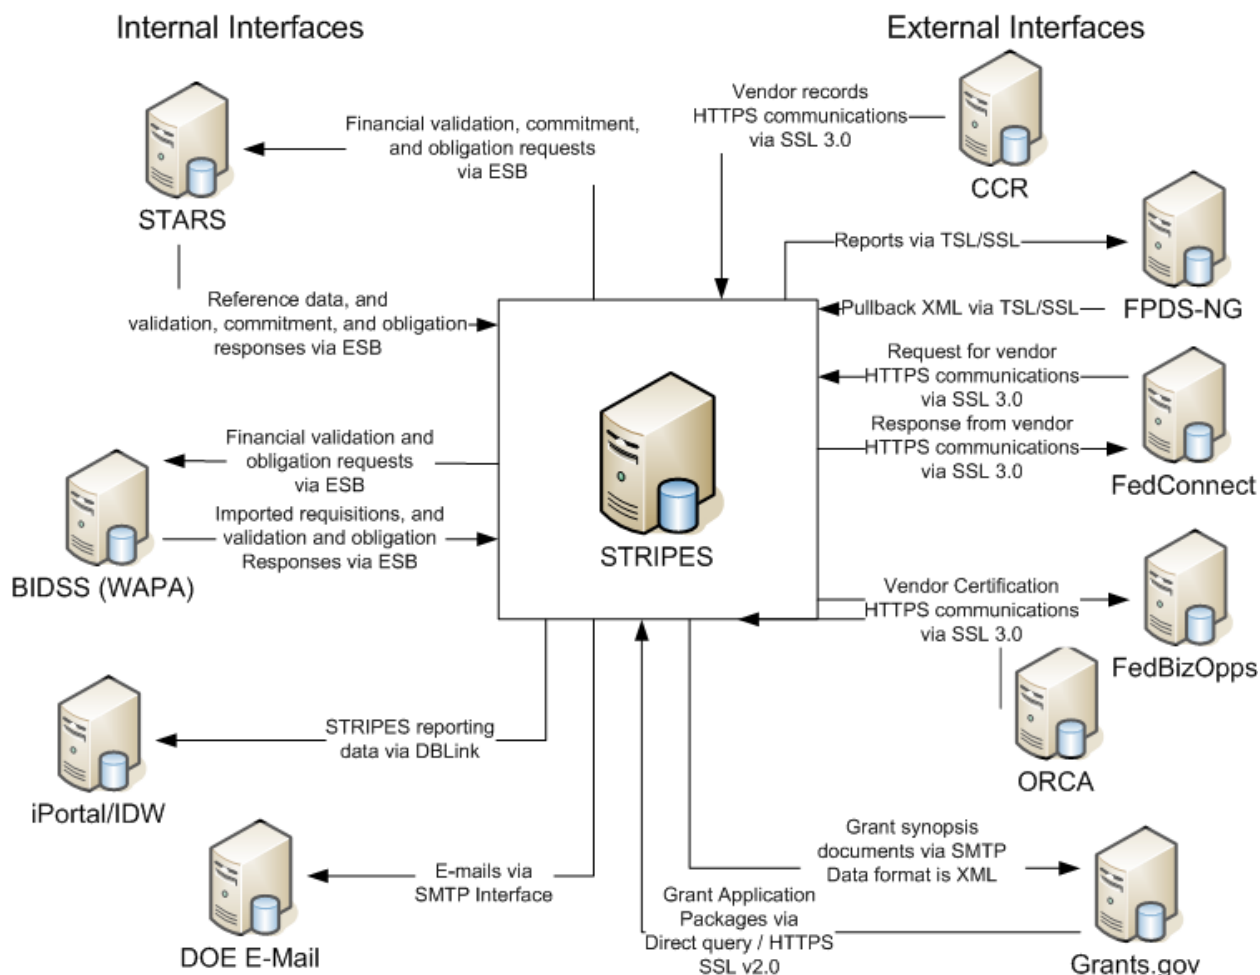 Internal Interfaces
External Interfaces
Financial validation, commitment,
and obligation requests
via ESB
STARS
Reference data, and
validation, commitment, and obligation
responses via ESB
Vendor records
HTTPS communications
via SSL 3.0
CCR
Reports via TSL/SSL
Pullback XML via TSL/SSL
FPDS-NG
Request for vendor
HTTPS communications
via SSL 3.0
Response from vendor
HTTPS communications
via SSL 3.0
FedConnect
Financial validation and
obligation requests
via ESB
Imported requisitions, and
validation and obligation
Responses via ESB
BIDSS (WAPA)
STRIPES
Vendor Certification
HTTPS communications
via SSL 3.0
FedBizOpps
ORCA
STRIPES reporting
data via DBLink
iPortal/IDW
E-mails via
SMTP Interface
DOE E-Mail
Grant synopsis
documents via SMTP
Data format is XML
Grant Application
Packages via
Direct query / HTTPS
SSL v2.0
Grants.gov